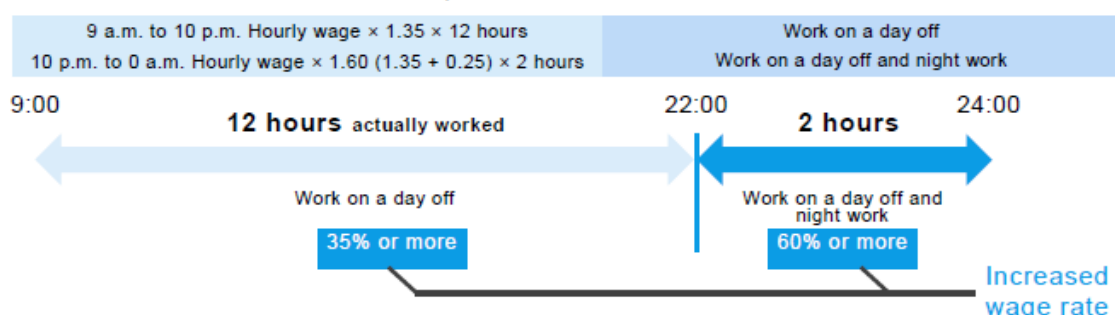 9 a.m. to 10 p.m. Hourly wage × 1.35 × 12 hours
Work on a day off
10 p.m. to 0 a.m. Hourly wage × 1.60 (1.35 + 0.25) × 2 hours
Work on a day off and night work
9:00
12 hours actually worked
22:00
2 hours
24:00
Work on a day off
Work on a day off and
night work
35% or more
60% or more
Increased
wage rate